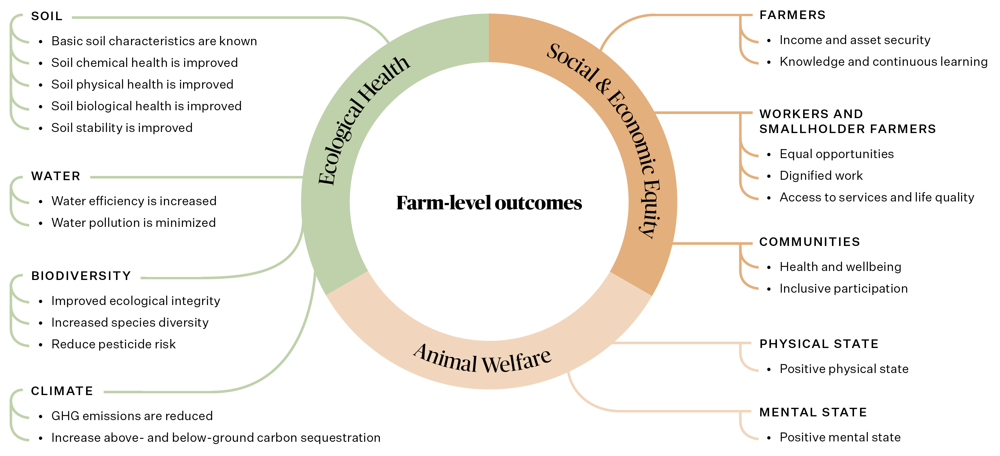 SOIL
• Basic soil characteristics are known
• Soil chemical health is improved
• Soil physical health is improved
• Soil biological health is improved
• Soil stability is improved
WATER
• Water efficiency is increased
• Water pollution is minimized
BIODIVERSITY
• Improved ecological integrity
• Increased species diversity
• Reduce pesticide risk
CLIMATE
• GHG emissions are reduced
• Increase above- and below-ground carbon sequestration
Ecological Health
Farm-level outcomes
Social & Economic Equity
Animal Welfare
FARMERS
• Income and asset security
• Knowledge and continuous learning
WORKERS AND
SMALLHOLDER FARMERS
• Equal opportunities
• Dignified work
• Access to services and life quality
COMMUNITIES
• Health and wellbeing
• Inclusive participation
PHYSICAL STATE
• Positive physical state
MENTAL STATE
• Positive mental state